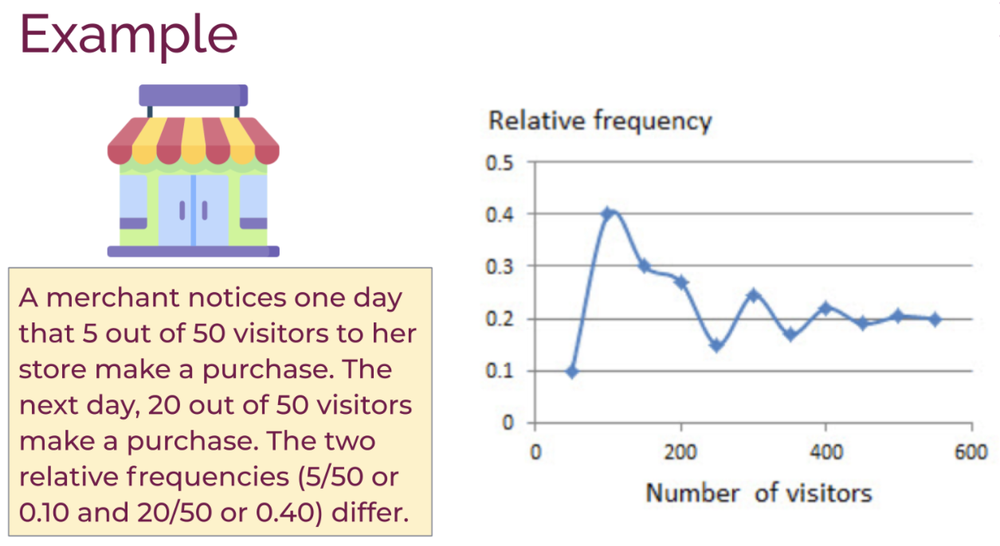 Example
A merchant notices one day
that 5 out of 50 visitors to her
store make a purchase. The
next day, 20 out of 50 visitors
make a purchase. The two
relative frequencies (5/50 or
0.10 and 20/50 or 0.40) differ.
Relative frequency
0.5
0.4
0.3
0.2
0.1
0
0 200 400 600
Number of visitors